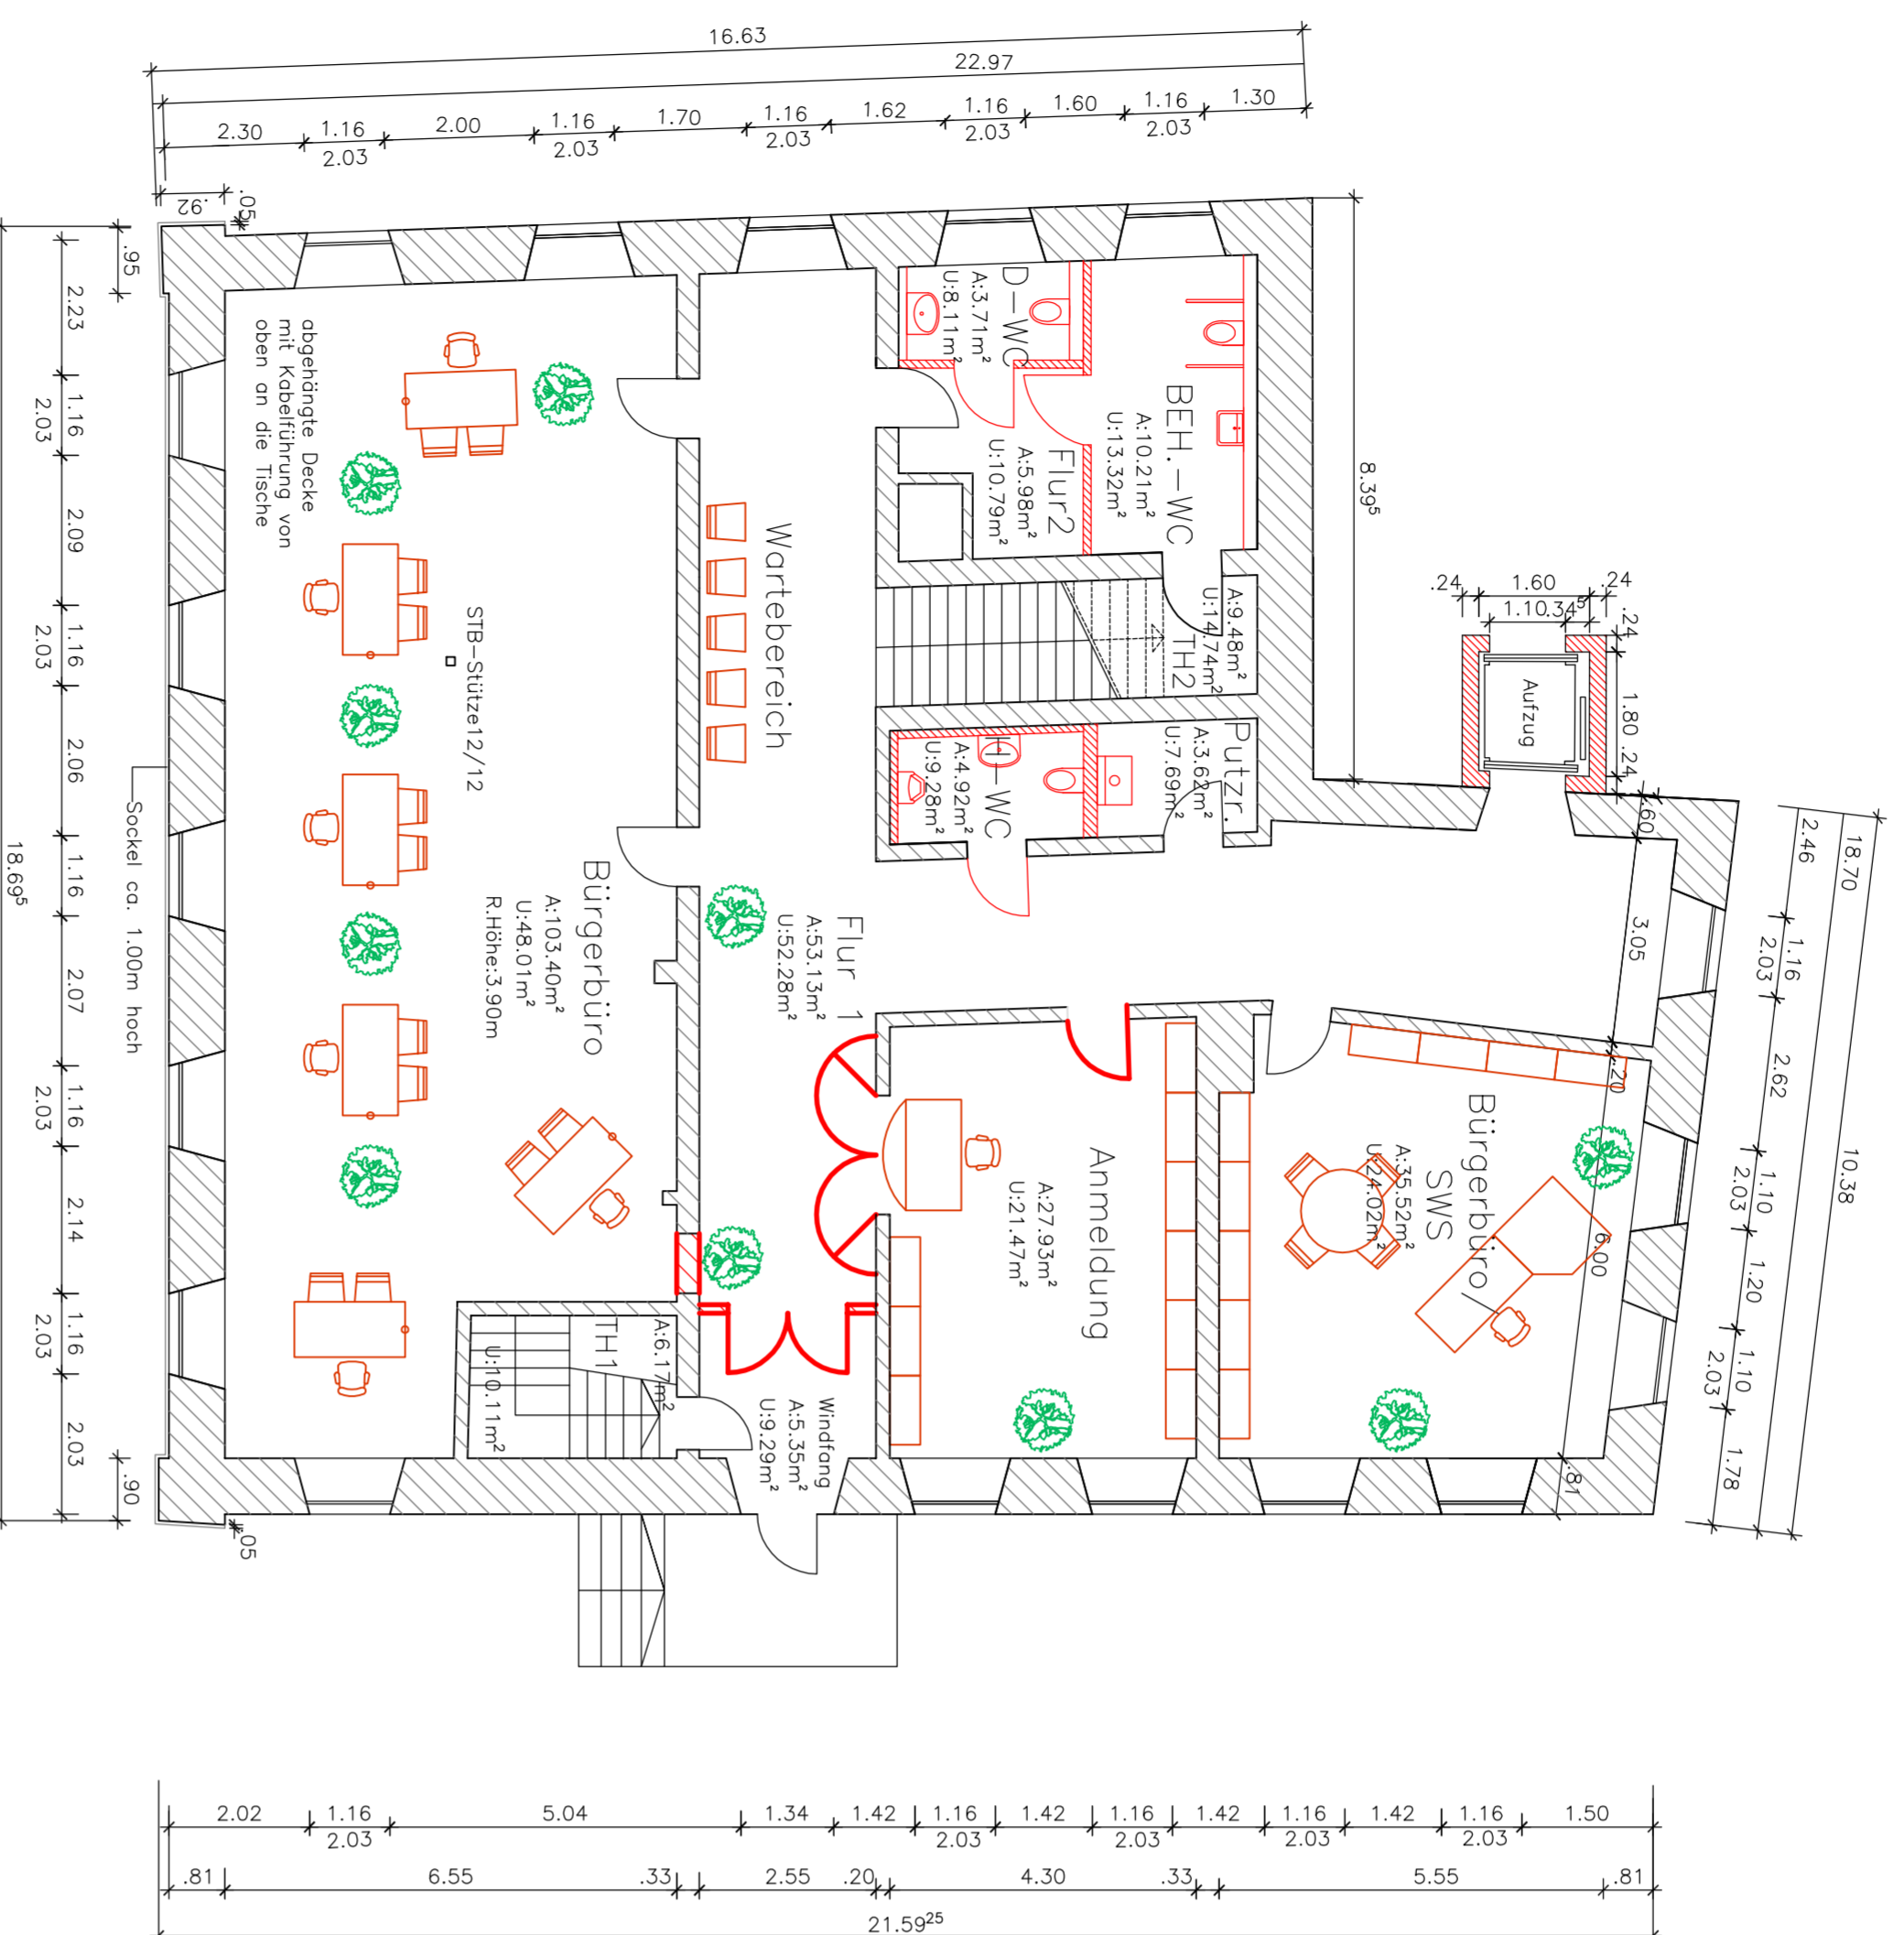 16.63
22.97
2.30 1.16 2.00 1.16 1.70 1.16 1.62 1.16 1.60 1.16 1.30
2.03 2.03 2.03 2.03 2.03
.92
.05
.95
2.23
1.16
2.03
2.09
1.16
2.03
2.06
1.16
2.07
1.16
2.03
2.14
1.16
2.03
2.03
.90
.05
18.69⁵
Sockel ca. 1.00m hoch
abgehängte Decke
mit Kabelführung von
oben an die Tische
STB-Stütze12/12
Bürgerbüro
A:103.40m²
U:48.01m²
R.Höhe:3.90m
Wartebereich
Flur 1
A:53.13m²
U:52.28m²
D-WC
A:3.71m²
U:8.11m²
BEH.-WC
A:10.21m²
U:13.32m²
Flur2
A:5.98m²
U:10.79m²
TH2
A:9.48m²
U:14.74m²
Putzr.
A:3.62m²
U:7.69m²
H-WC
A:4.92m²
U:9.28m²
Anmeldung
A:27.93m²
U:21.47m²
Bürgerbüro
SWS
A:35.52m²
U:24.02m²
TH1
A:6.17m²
U:10.11m²
Windfang
A:5.35m²
U:9.29m²
Aufzug
8.39⁵
.24 1.60 .24
1.10 .34⁵
.24
1.80
.24
.60
3.05
.20
6.00
.81
2.46
1.16
2.03
2.62
1.10
2.03
1.20
1.10
2.03
1.78
18.70
10.38
2.02 1.16 5.04 1.34 1.42 1.16 1.42 1.16 1.42 1.16 1.42 1.16 1.50
2.03 2.03 2.03 2.03 2.03
.81 6.55 .33 2.55 .20 4.30 .33 5.55 .81
21.59²⁵